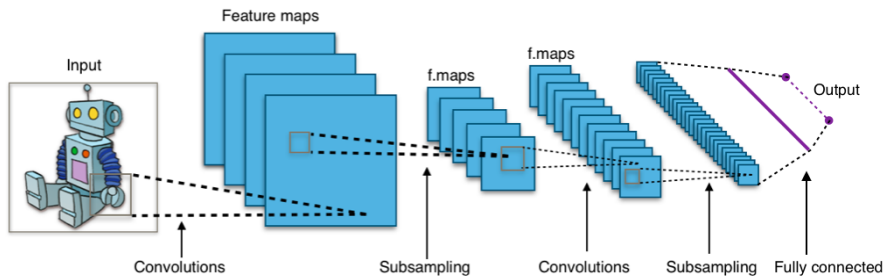 Feature maps
Input
f.maps
f.maps
Output
Convolutions
Subsampling
Convolutions
Subsampling
Fully connected